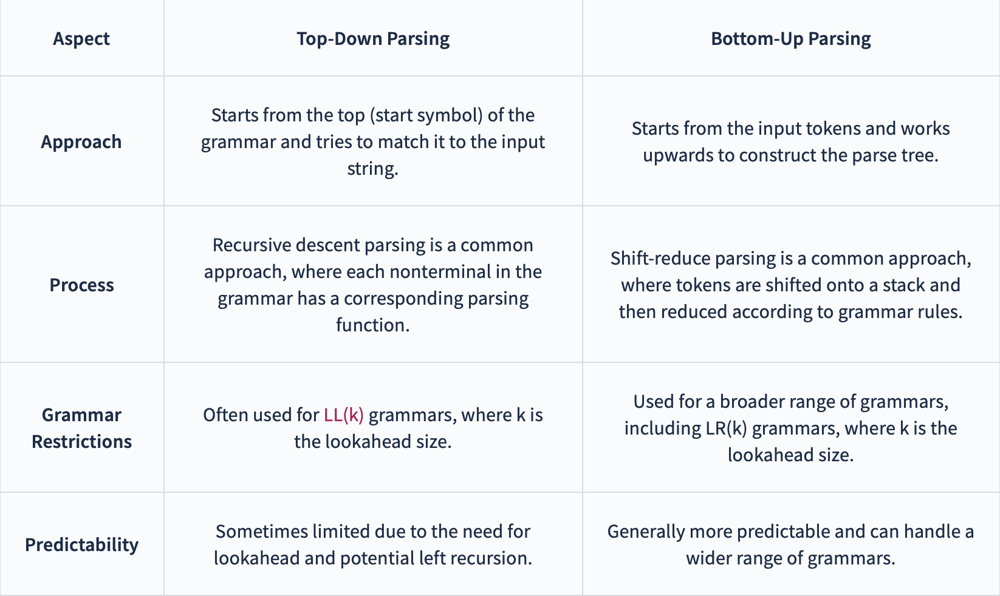 Aspect
Top-Down Parsing
Bottom-Up Parsing
Approach
Starts from the top (start symbol) of the
grammar and tries to match it to the input
string.
Starts from the input tokens and works
upwards to construct the parse tree.
Process
Recursive descent parsing is a common
approach, where each nonterminal in the
grammar has a corresponding parsing
function.
Shift-reduce parsing is a common approach,
where tokens are shifted onto a stack and
then reduced according to grammar rules.
Grammar
Restrictions
Often used for LL(k) grammars, where k is
the lookahead size.
Used for a broader range of grammars,
including LR(k) grammars, where k is the
lookahead size.
Predictability
Sometimes limited due to the need for
lookahead and potential left recursion.
Generally more predictable and can handle a
wider range of grammars.